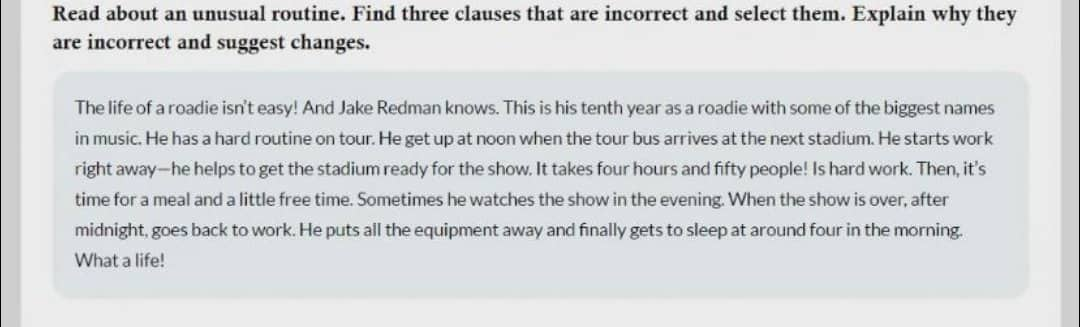 Read about an unusual routine. Find three clauses that are incorrect and select them. Explain why they
are incorrect and suggest changes.
The life of a roadie isn't easy! And Jake Redman knows. This is his tenth year as a roadie with some of the biggest names
in music. He has a hard routine on tour. He get up at noon when the tour bus arrives at the next stadium. He starts work
right away—he helps to get the stadium ready for the show. It takes four hours and fifty people! Is hard work. Then, it's
time for a meal and a little free time. Sometimes he watches the show in the evening. When the show is over, after
midnight, goes back to work. He puts all the equipment away and finally gets to sleep at around four in the morning.
What a life!